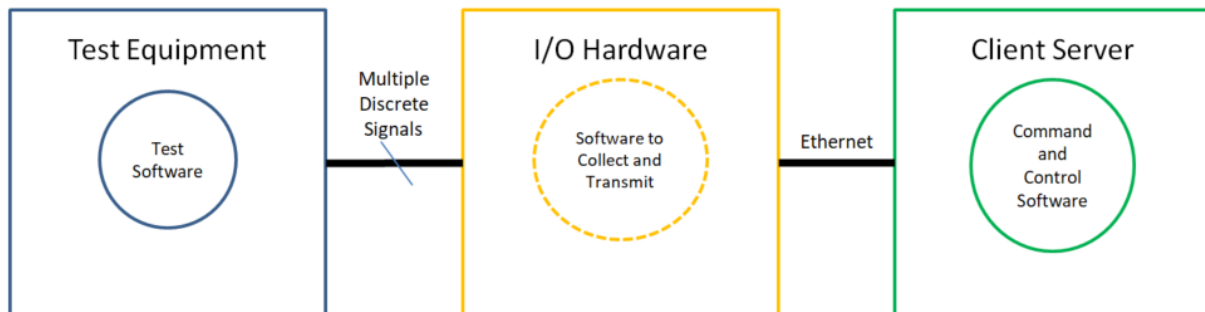 Test Equipment
Test
Software
Multiple
Discrete
Signals
I/O Hardware
Software to
Collect and
Transmit
Ethernet
Client Server
Command
and
Control
Software